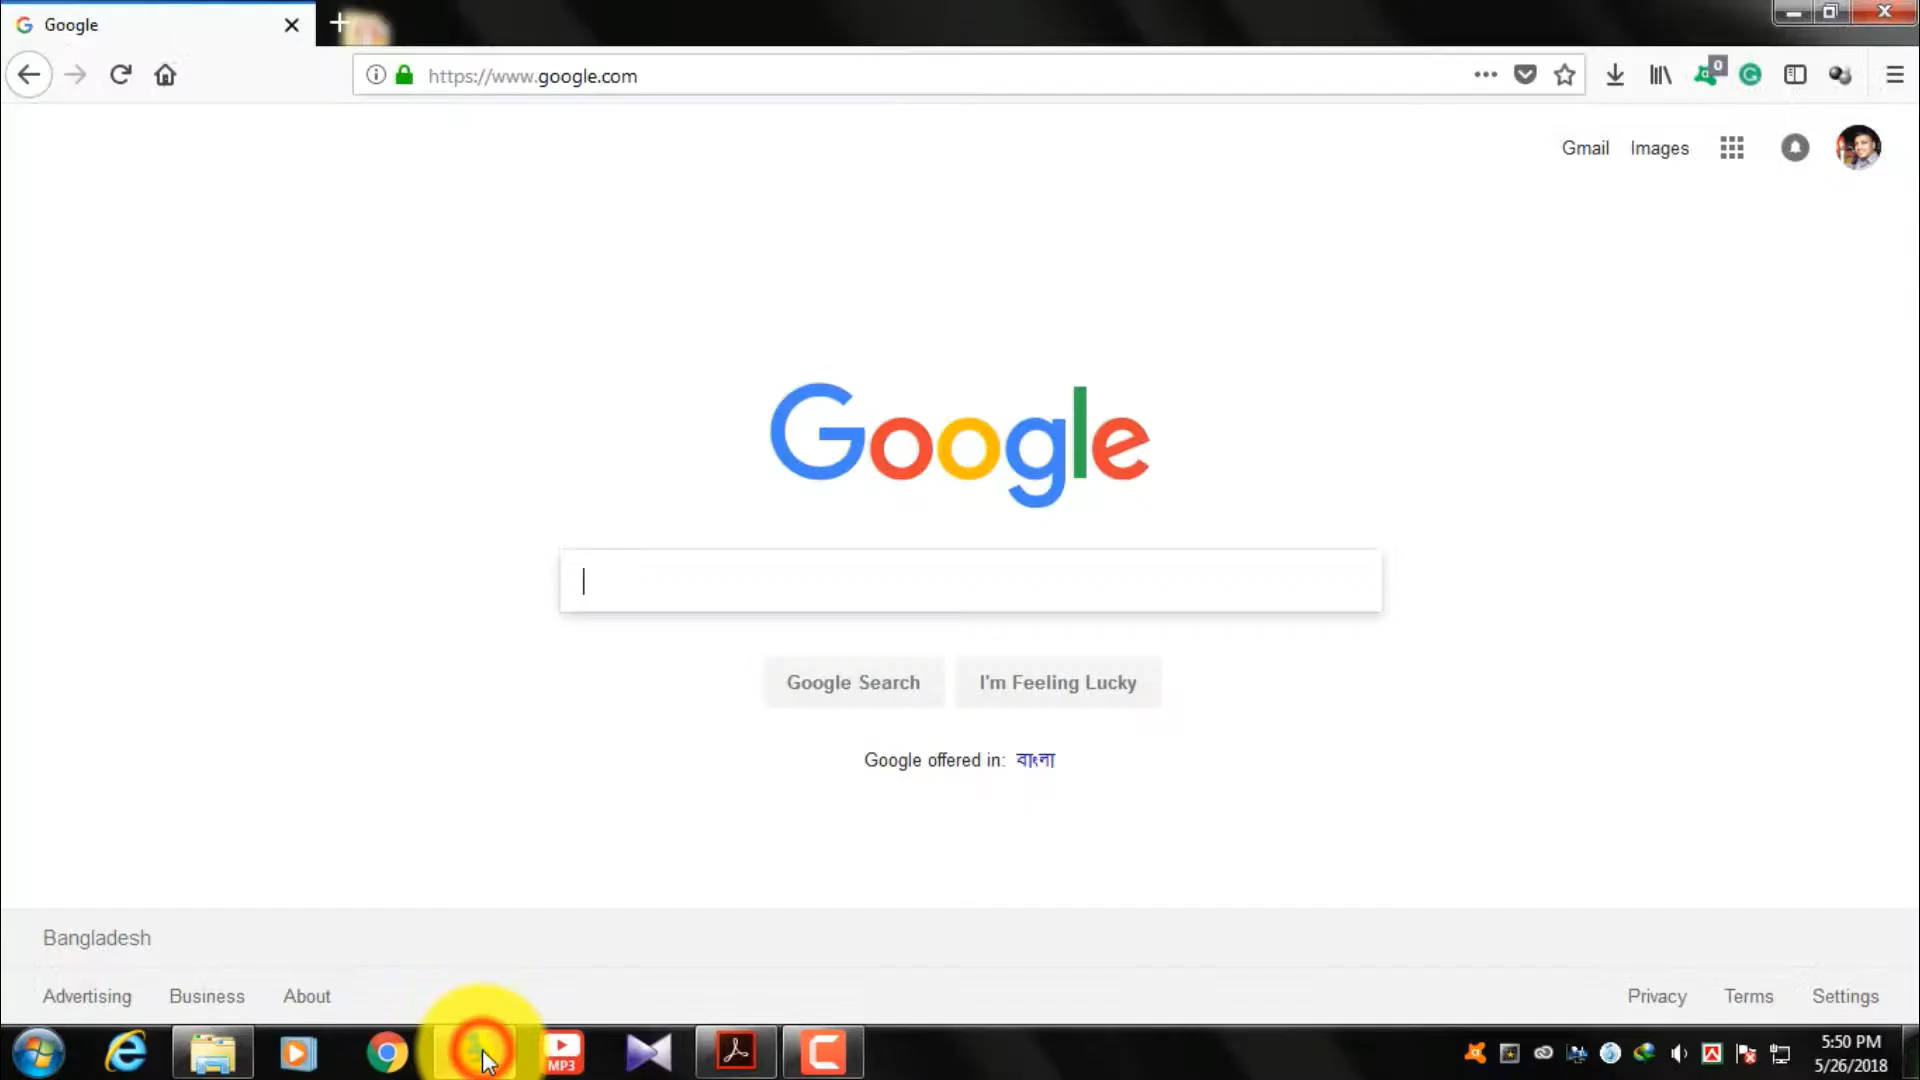 Google
https://www.google.com
0
Gmail Images
Google
Google Search I'm Feeling Lucky
Google offered in: বাংলা
Bangladesh
Advertising Business About
Privacy Terms Settings
MP3
5:50 PM
5/26/2018